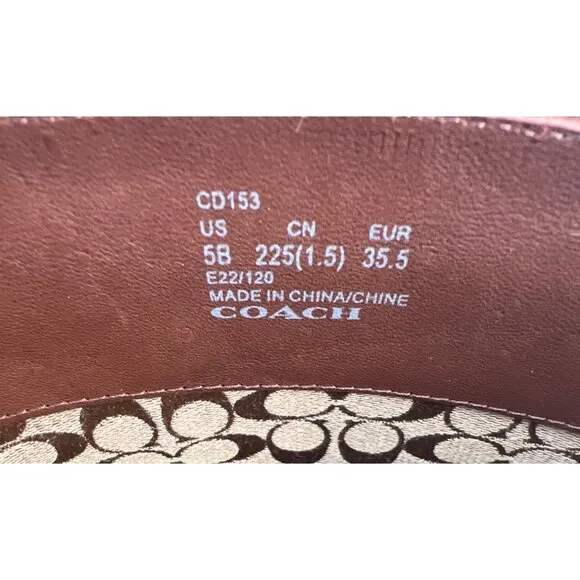 CD153
US CN EUR
5B 225(1.5) 35.5
E22/120
MADE IN CHINA/CHINE
COACH